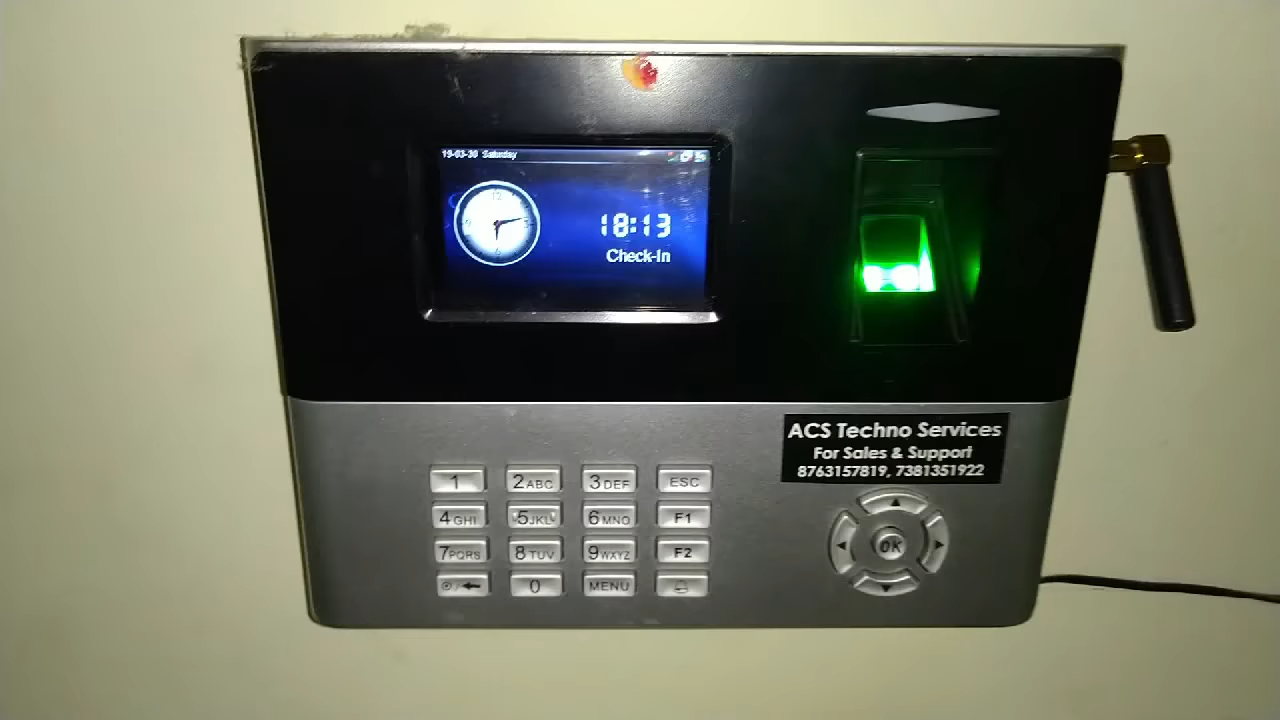 19-03-30 Saturday
18:13
Check-In
ACS Techno Services
For Sales & Support
8763157819, 7381351922
1 2ABC 3DEF ESC
4GHI 5JKL 6MNO F1
7PQRS 8TUV 9WXYZ F2
0 MENU
OK